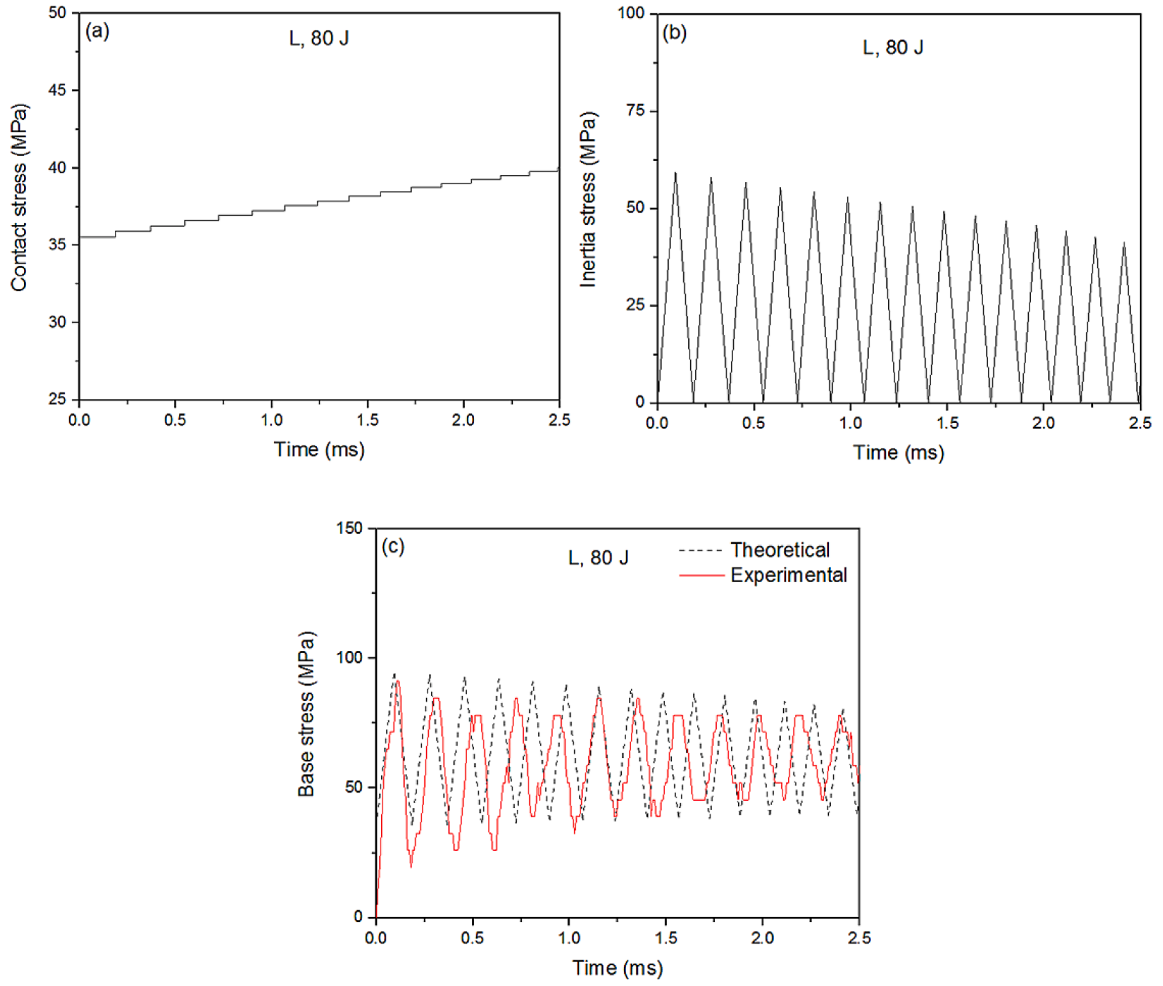 (a)
L, 80 J
50
45
40
35
30
25
Contact stress (MPa)
0.0 0.5 1.0 1.5 2.0 2.5
Time (ms)
(b)
L, 80 J
100
75
50
25
0
Inertia stress (MPa)
0.0 0.5 1.0 1.5 2.0 2.5
Time (ms)
(c)
L, 80 J
Theoretical
Experimental
150
100
50
0
Base stress (MPa)
0.0 0.5 1.0 1.5 2.0 2.5
Time (ms)